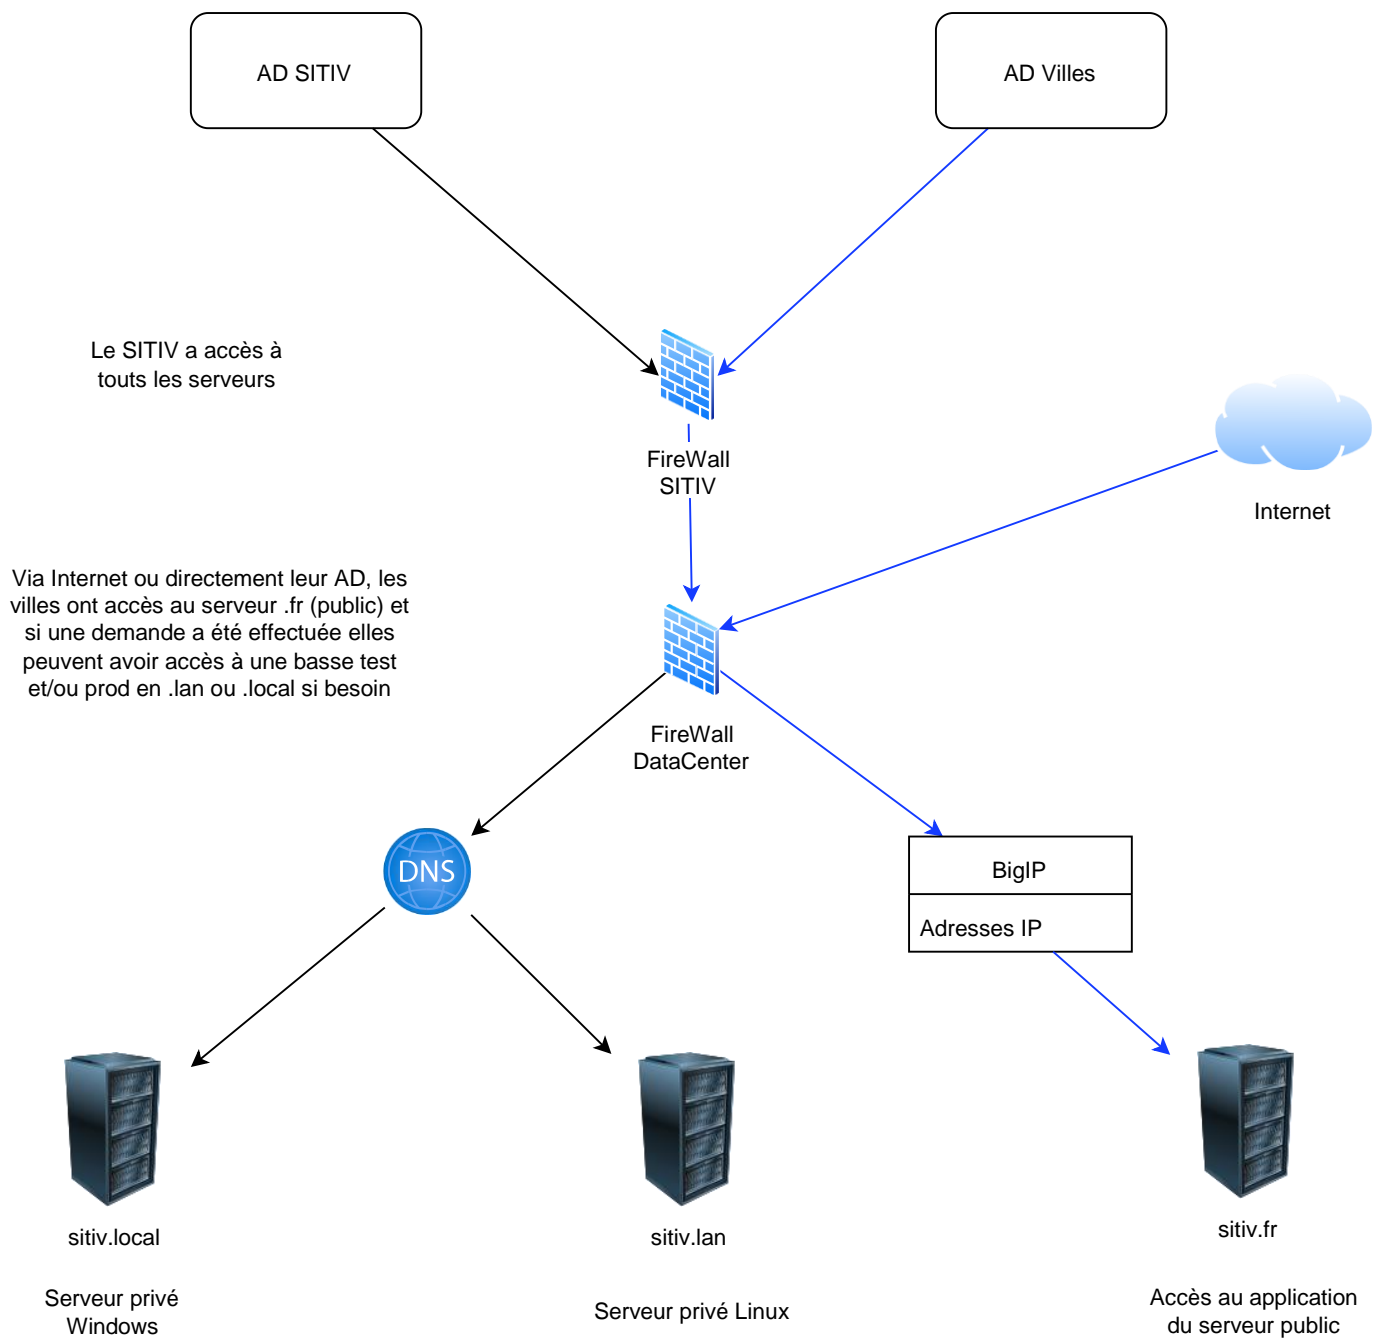 AD SITIV
AD Villes
Le SITIV a accès à
touts les serveurs
FireWall
SITIV
Internet
Via Internet ou directement leur AD, les
villes ont accès au serveur .fr (public) et
si une demande a été effectuée elles
peuvent avoir accès à une basse test
et/ou prod en .lan ou .local si besoin
FireWall
DataCenter
DNS
BigIP
Adresses IP
sitiv.local
sitiv.lan
sitiv.fr
Serveur privé
Windows
Serveur privé Linux
Accès au application
du serveur public